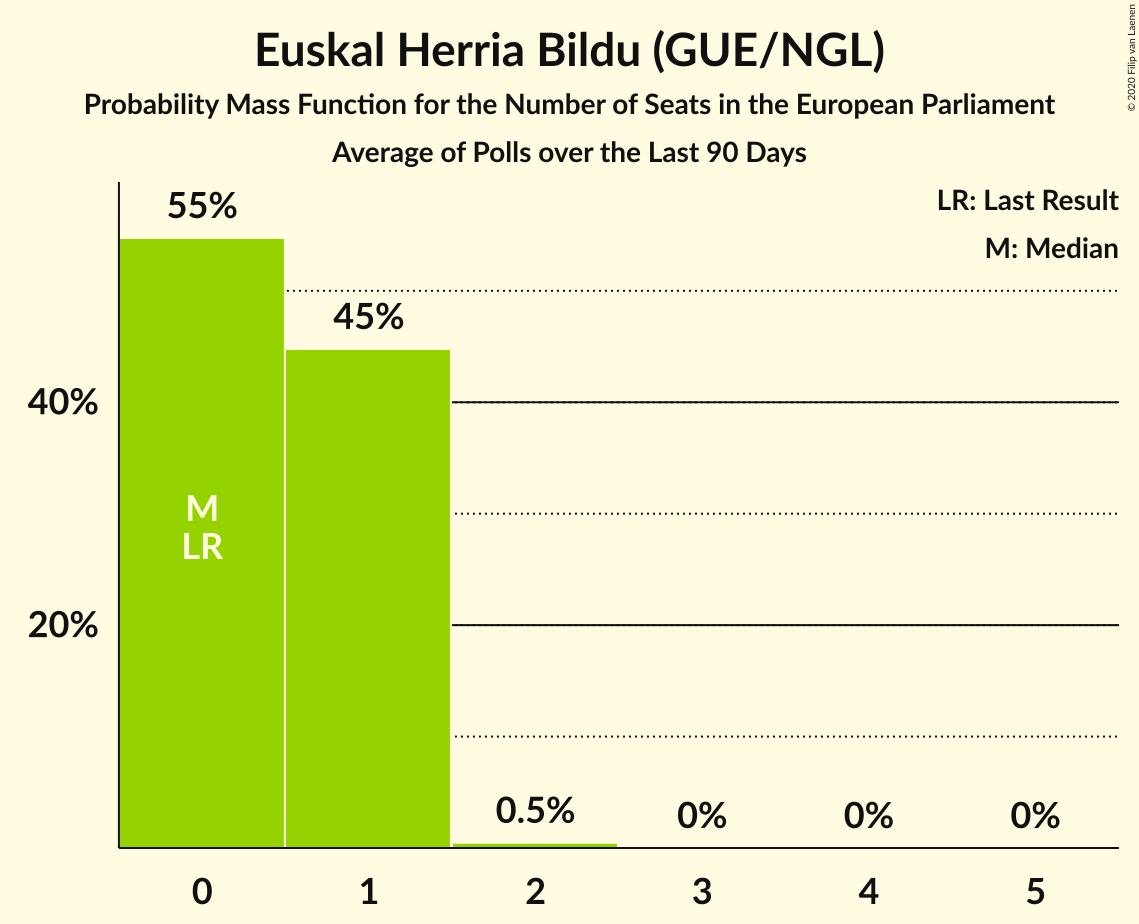 Euskal Herria Bildu (GUE/NGL)
Probability Mass Function for the Number of Seats in the European Parliament
Average of Polls over the Last 90 Days
© 2020 Filip van Laenen
LR: Last Result
M: Median
55%
45%
40%
M
LR
20%
0.5%
0%
0%
0%
0
1
2
3
4
5